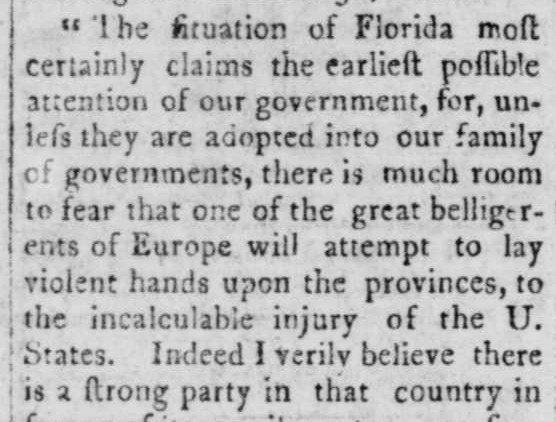 “ The ſituation of Florida moſt
certainly claims the earlieſt poſſible
attention of our government, for, un-
leſs they are adopted into our family
of governments, there is much room
to fear that one of the great belliger-
ents of Europe will attempt to lay
violent hands upon the provinces, to
the incalculable injury of the U.
States. Indeed I verily believe there
is a ſtrong party in that country in